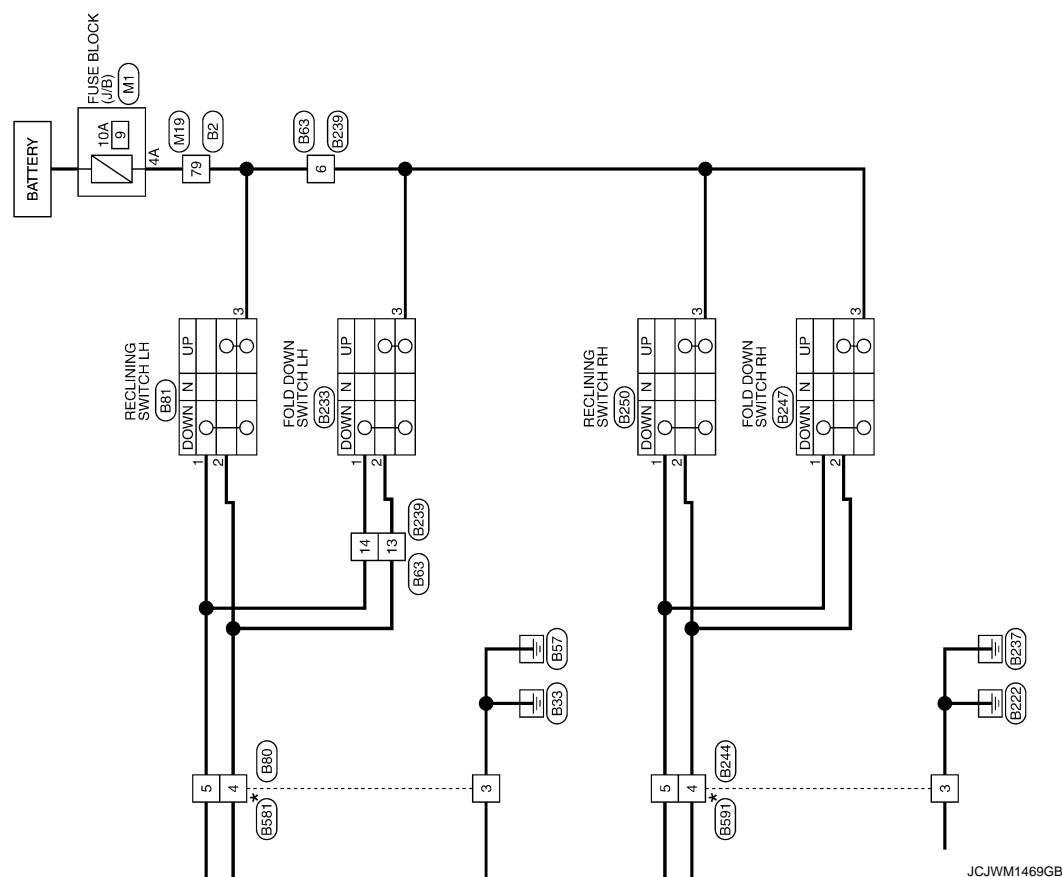 BATTERY
FUSE BLOCK
(J/B)
M1
10A
9
4A
M19
B2
79
B63
B239
6
RECLINING
SWITCH LH
B81
DOWN N UP
3
1
2
FOLD DOWN
SWITCH LH
B233
DOWN N UP
3
1
2
RECLINING
SWITCH RH
B250
DOWN N UP
3
1
2
FOLD DOWN
SWITCH RH
B247
DOWN N UP
3
1
2
14
13
B239
B63
B57
B33
B237
B222
5
4
B80
*
B581
3
5
4
B244
*
B591
3
JCJWM1469GB